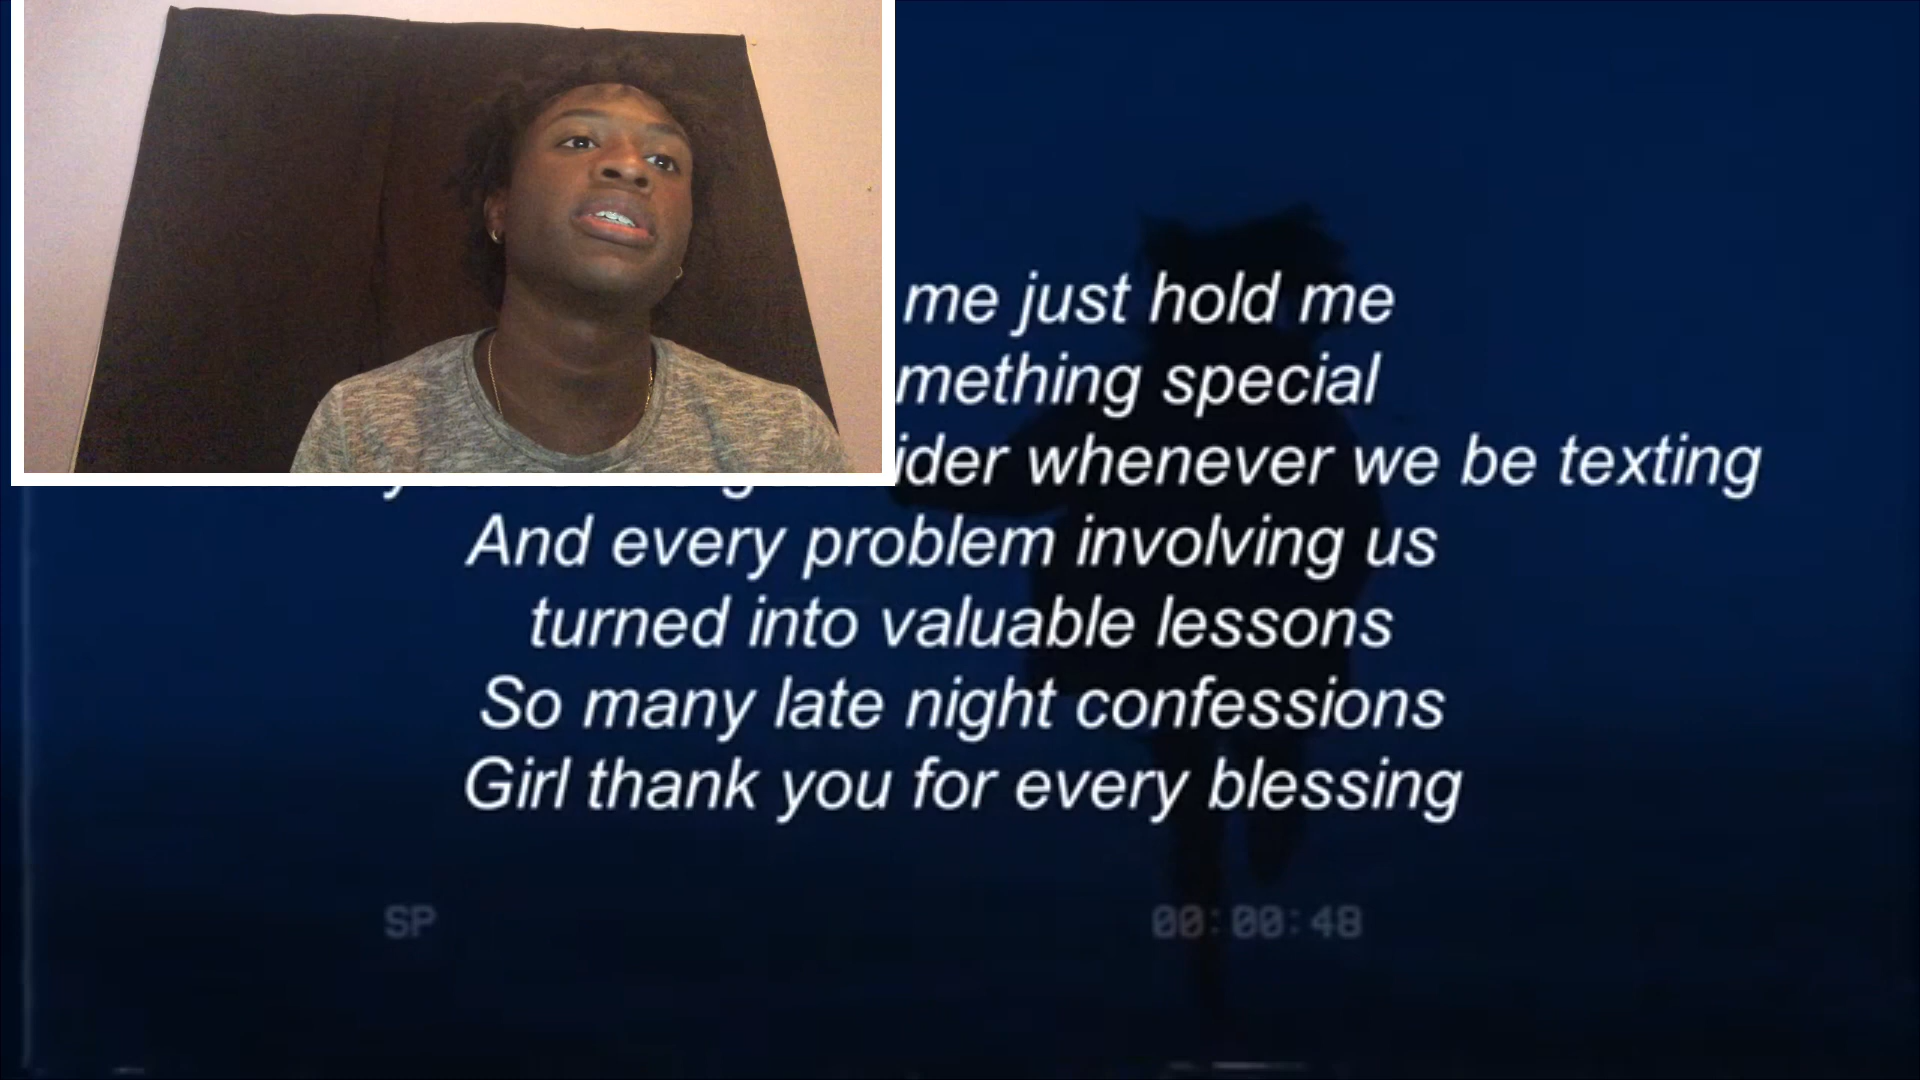 me just hold me
mething special
ider whenever we be texting
And every problem involving us
turned into valuable lessons
So many late night confessions
Girl thank you for every blessing
SP 00:00:48